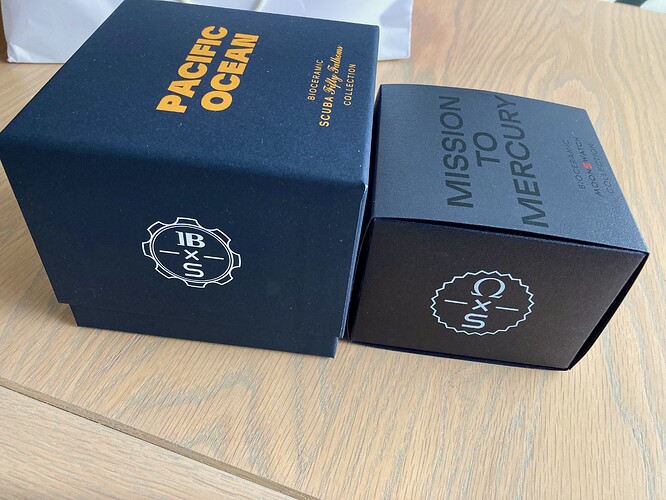 PACIFIC
OCEAN
BIOCERAMIC
SCUBA Fifty Fathoms
COLLECTION
B
×
S
MISSION
TO
MERCURY
BIOCERAMIC
MOONSWATCH
COLLECTION
Ω
×
S